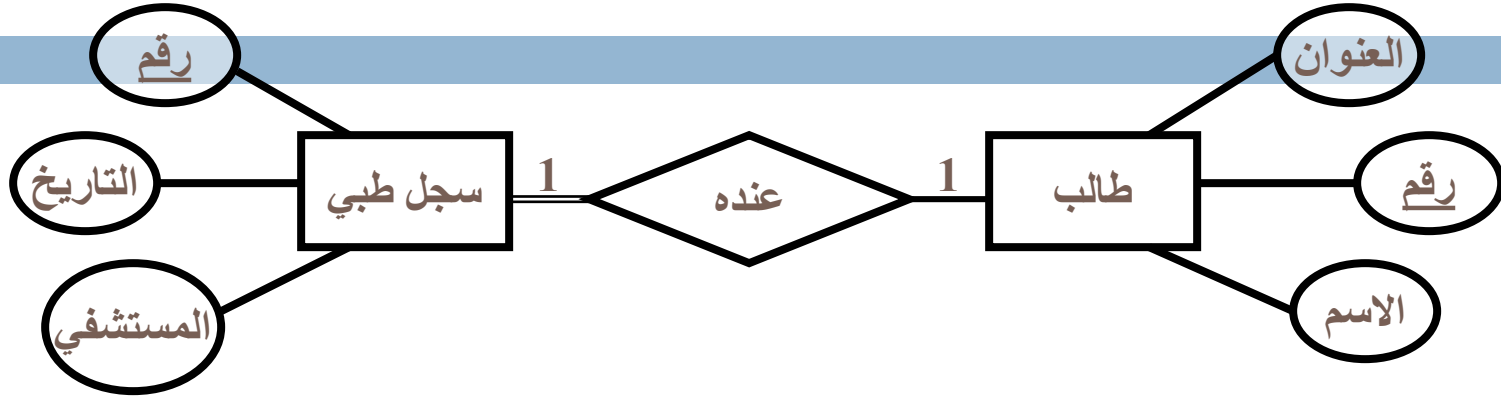 العنوان
رقم
رقم
التاريخ
سجل طبي
1
عنده
1
طالب
المستشفي
الاسم